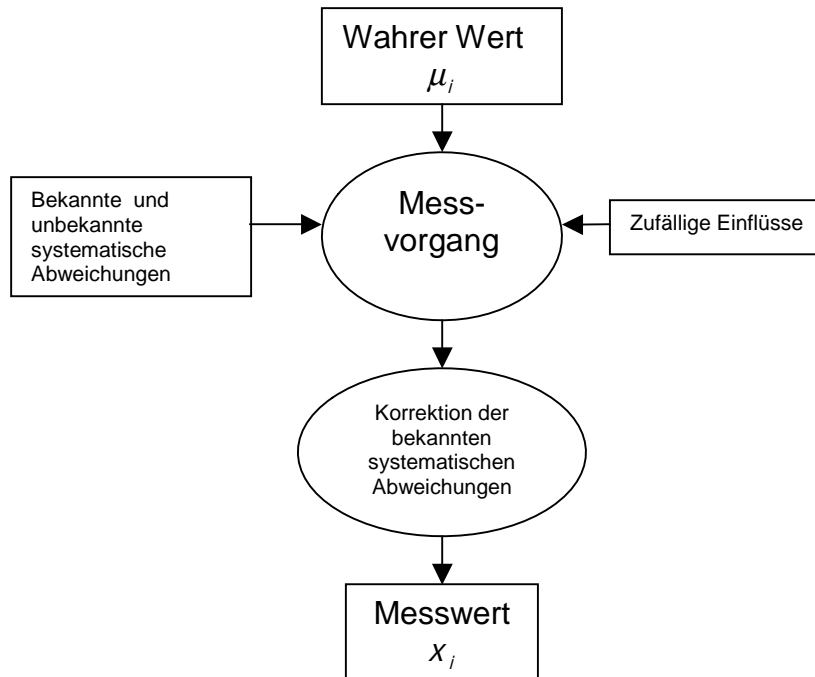 Wahrer Wert
μi
Bekannte und
unbekannte
systematische
Abweichungen
Mess-
vorgang
Zufällige Einflüsse
Korrektion der
bekannten
systematischen
Abweichungen
Messwert
xi